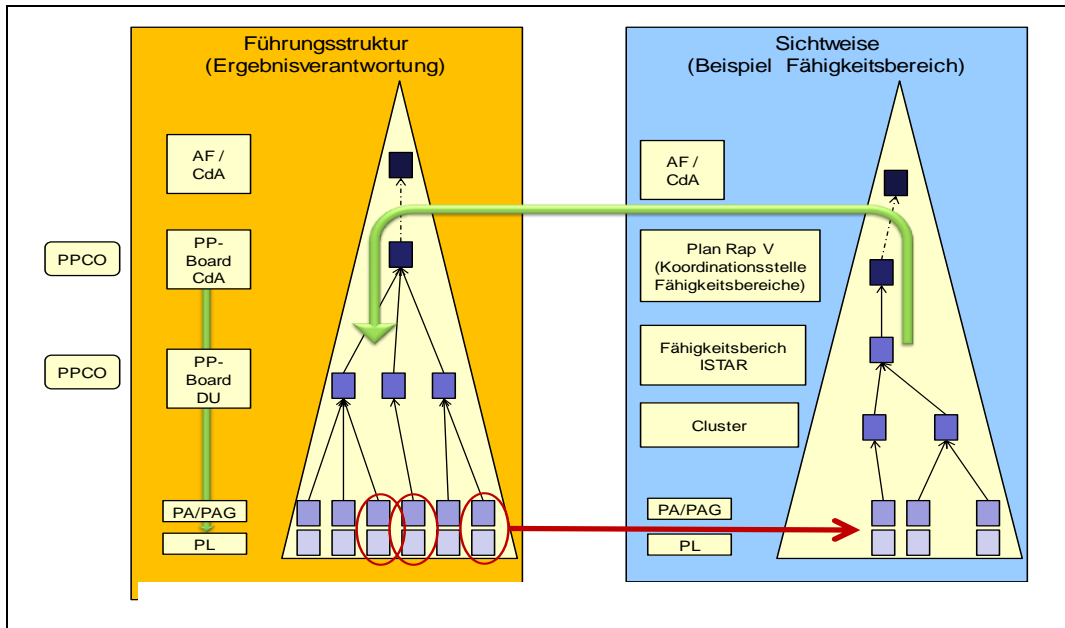 Führungsstruktur
(Ergebnisverantwortung)
AF /
CdA
PPCO
PP-
Board
CdA
PPCO
PP-
Board
DU
PA/PAG
PL
Sichtweise
(Beispiel Fähigkeitsbereich)
AF /
CdA
Plan Rap V
(Koordinationsstelle
Fähigkeitsbereiche)
Fähigkeitsberich
ISTAR
Cluster
PA/PAG
PL